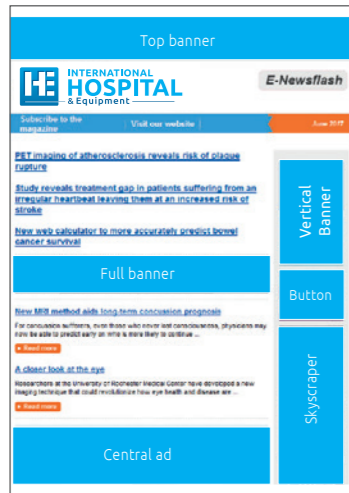 Top banner
INTERNATIONAL
HE HOSPITAL
& Equipment
E-Newsflash
Subscribe to the
magazine
Visit our website
June 2017
PET imaging of atherosclerosis reveals risk of plaque
rupture
Study reveals treatment gap in patients suffering from an
irregular heartbeat leaving them at an increased risk of
stroke
New web calculator to more accurately predict bowel
cancer survival
Vertical
Banner
Full banner
Button
New MRI method aids long-term concussion prognosis
For concussion sufferers, even those who never lost consciousness, physicians may
now be able to predict early on who is more likely to continue ...
Read more
A closer look at the eye
Researchers at the University of Rochester Medical Center have developed a new
imaging technique that could revolutionize how eye health and disease are ...
Read more
Skyscraper
Central ad